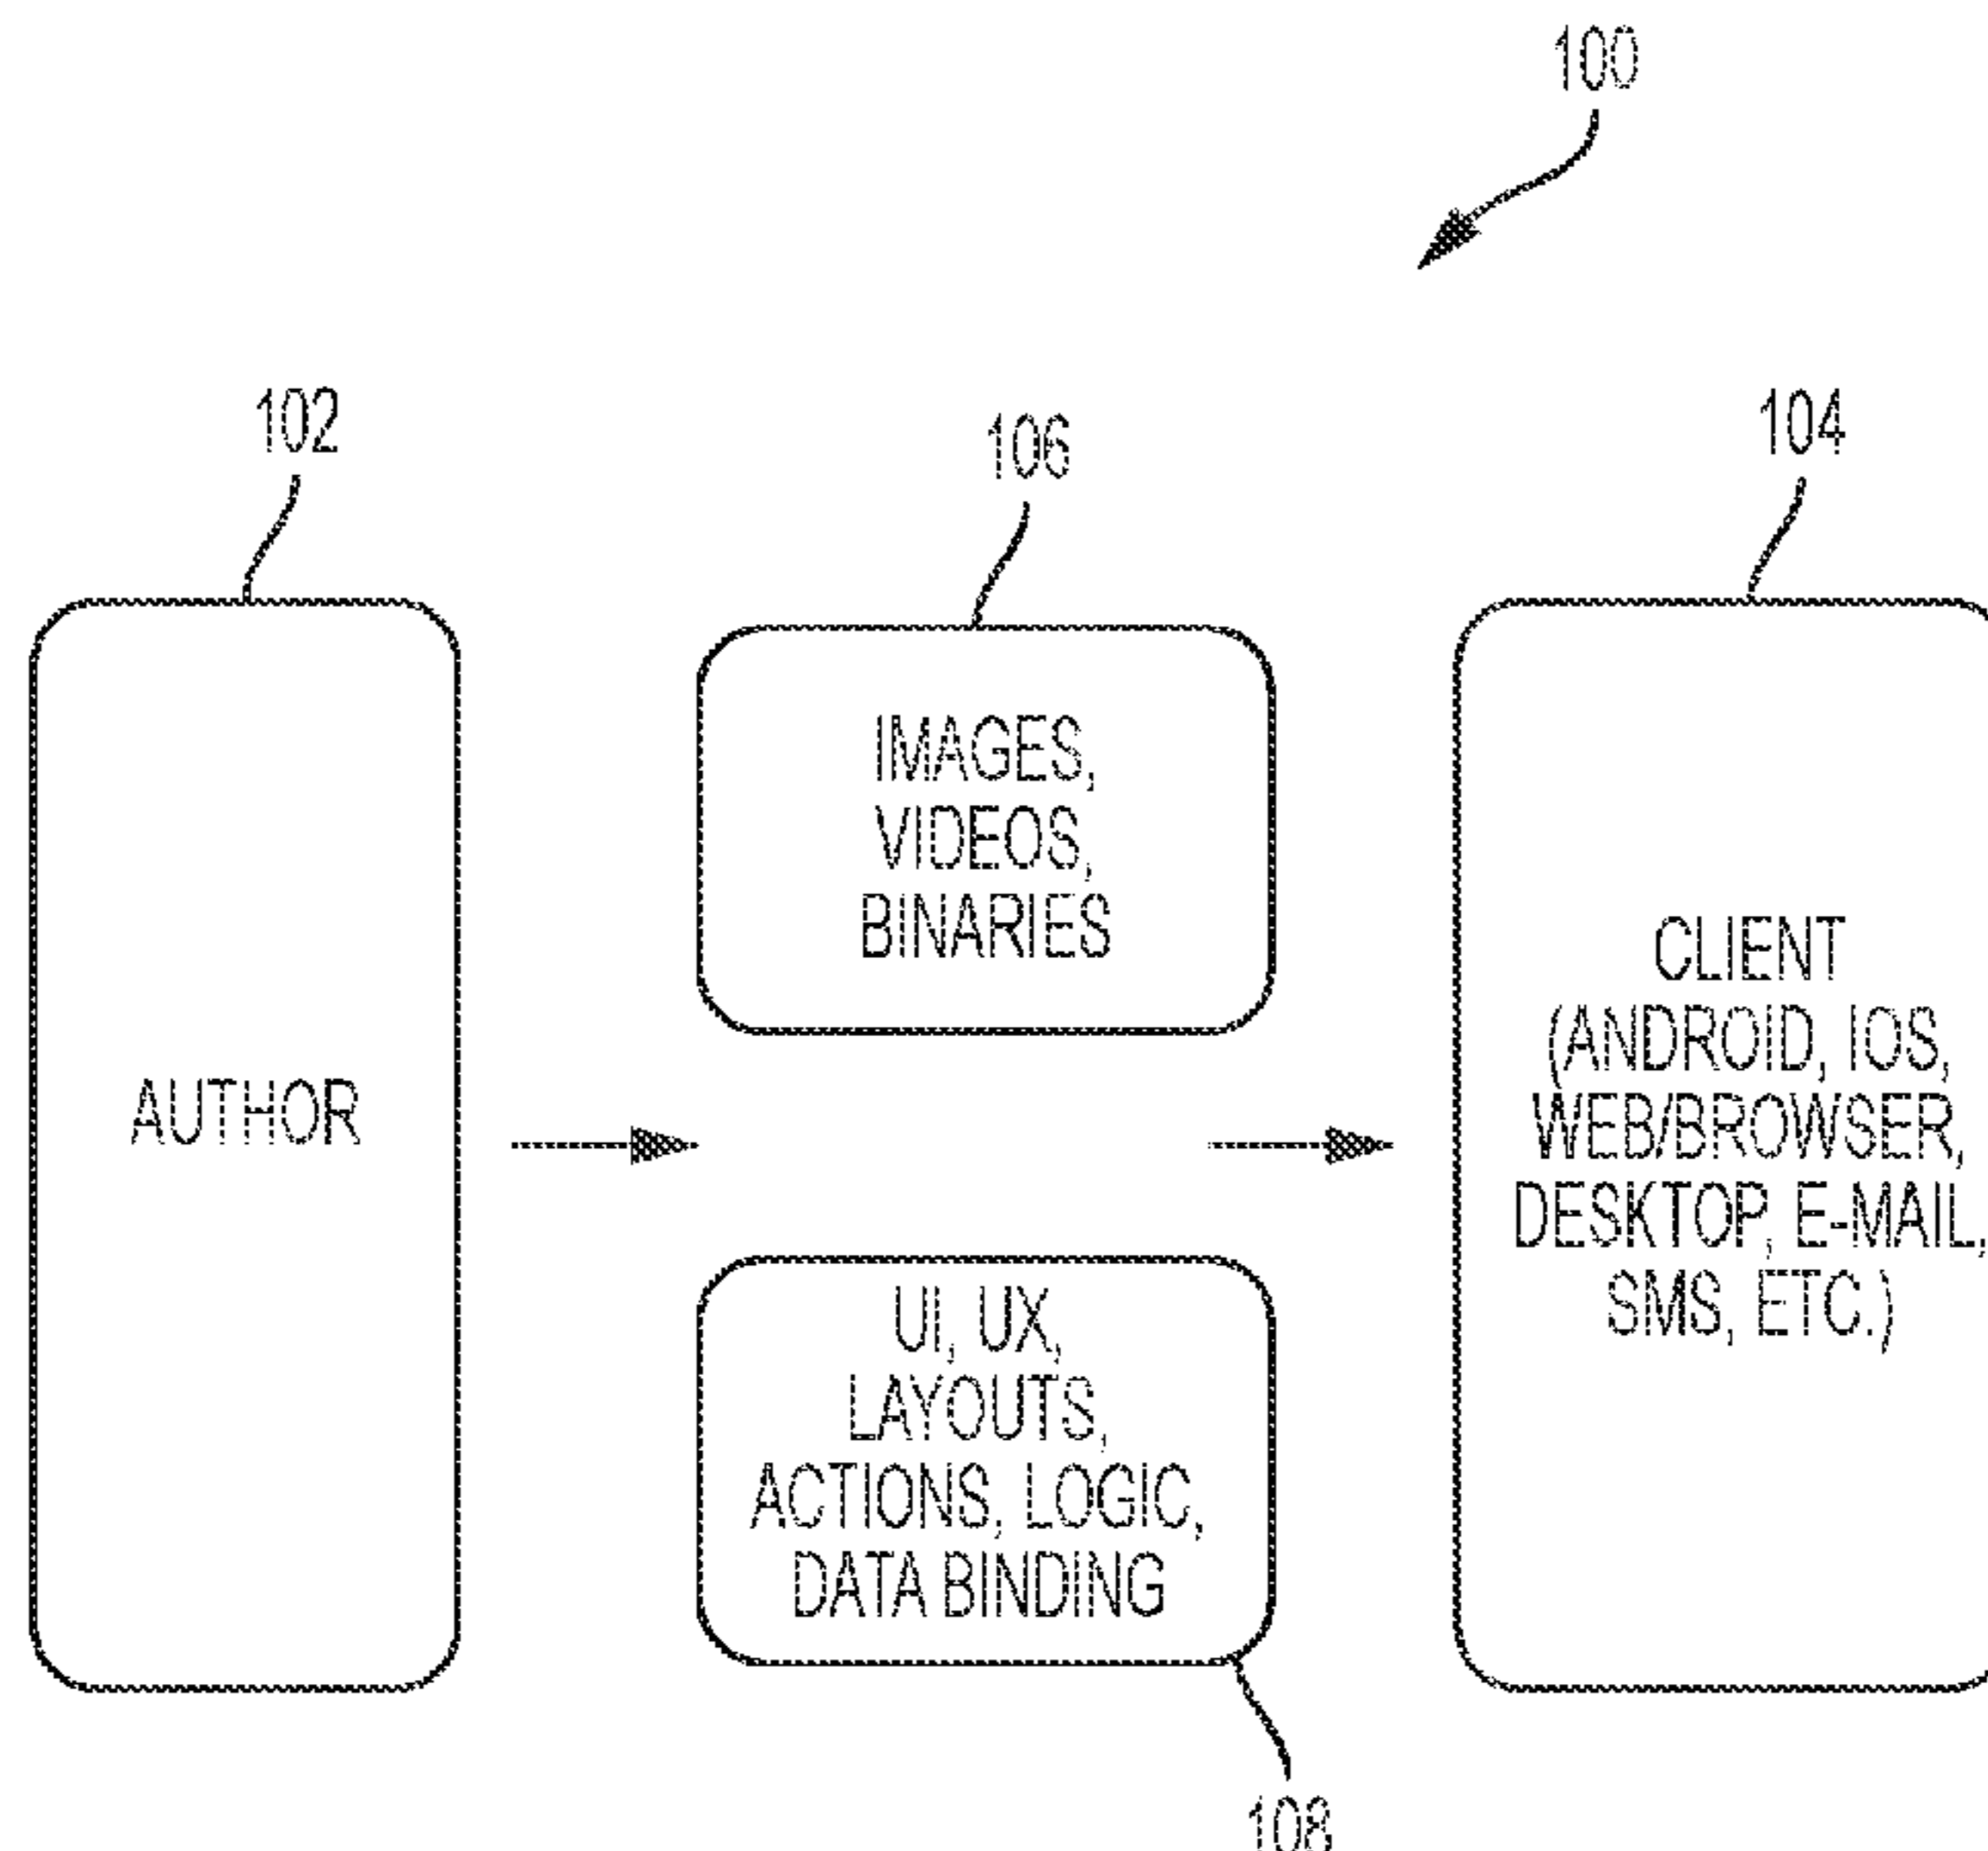 100
102
106
104
IMAGES,
VIDEOS,
BINARIES
AUTHOR
CLIENT
(ANDROID, IOS,
WEB/BROWSER,
DESKTOP, E-MAIL,
SMS, ETC.)
UI, UX,
LAYOUTS,
ACTIONS, LOGIC,
DATA BINDING
108